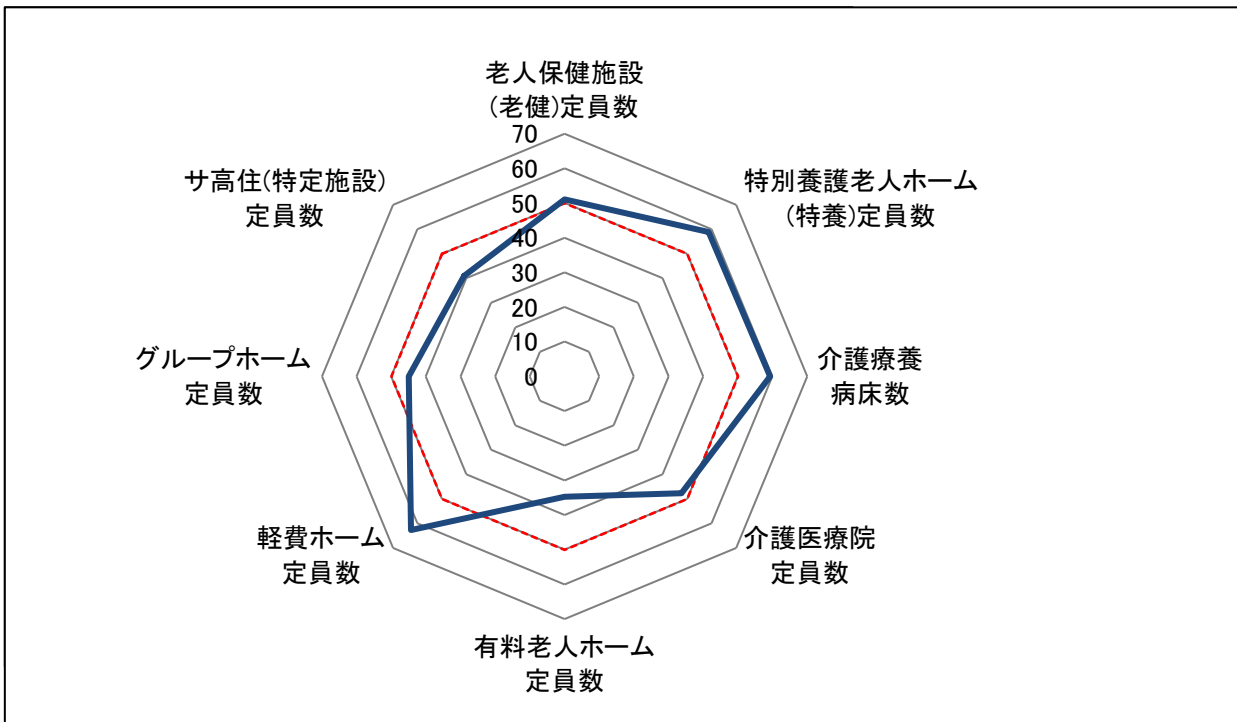 老人保健施設
(老健)定員数
特別養護老人ホーム
(特養)定員数
介護療養
病床数
介護医療院
定員数
有料老人ホーム
定員数
軽費ホーム
定員数
グループホーム
定員数
サ高住(特定施設)
定員数
70
60
50
40
30
20
10
0